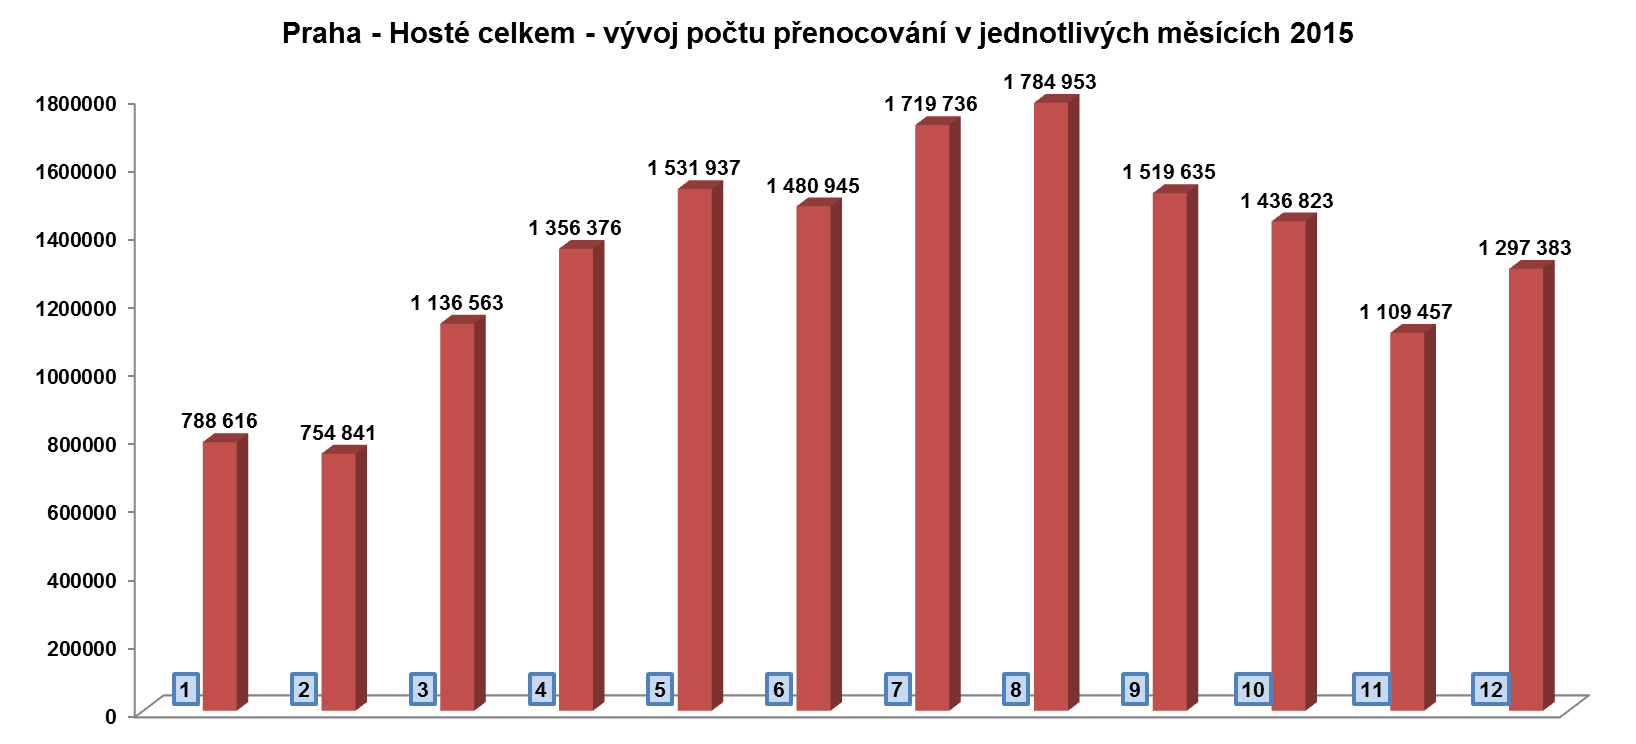 Praha - Hosté celkem - vývoj počtu přenocování v jednotlivých měsících 2015
1 784 953
1 719 736
1800000
1 531 937
1 519 635
1600000
1 480 945
1 436 823
1 356 376
1400000
1 297 383
1 136 563
1 109 457
1200000
1000000
788 616
754 841
800000
600000
400000
200000
1 2 3 4 5 6 7 8 9 10 11 12
0